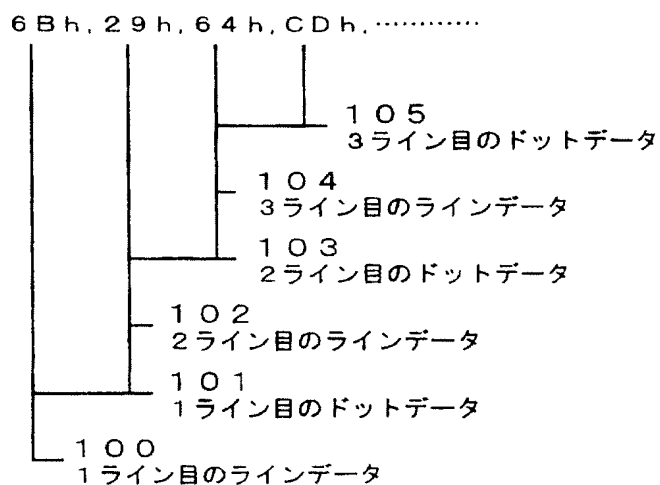 6Bh,29h,64h,CDh,…………
105
3ライン目のドットデータ
104
3ライン目のラインデータ
103
2ライン目のドットデータ
102
2ライン目のラインデータ
101
1ライン目のドットデータ
100
1ライン目のラインデータ